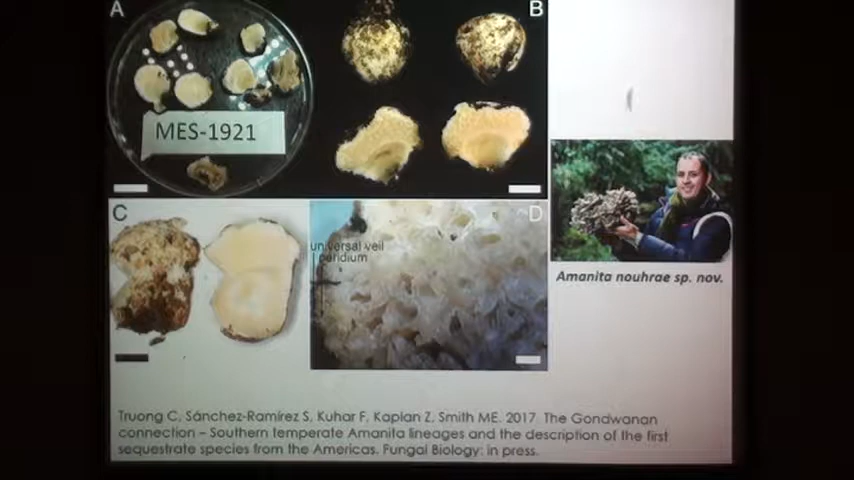 A
B
MES-1921
C
D
universal veil
peridium
Amanita nouhrae sp. nov.
Truong C, Sánchez-Ramírez S, Kuhar F, Kaplan Z, Smith ME. 2017. The Gondwanan
connection – Southern temperate Amanita lineages and the description of the first
sequestrate species from the Americas. Fungal Biology: in press.